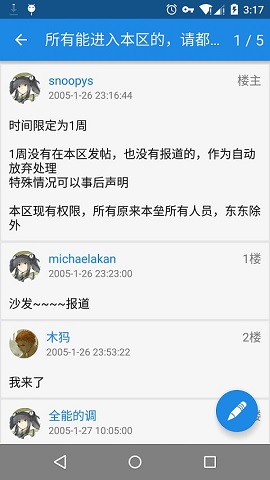 3:17
所有能进入本区的，请都… 1 / 5
snoopys 楼主
2005-1-26 23:16:44
时间限定为1周
1周没有在本区发帖，也没有报道的，作为自动
放弃处理
特殊情况可以事后声明
本区现有权限，所有原来本垒所有人员，东东除
外
michaelakan 1楼
2005-1-26 23:23:00
沙发~~~~报道
木犸 2楼
2005-1-26 23:53:22
我来了
全能的调 3楼
2005-1-27 10:05:00